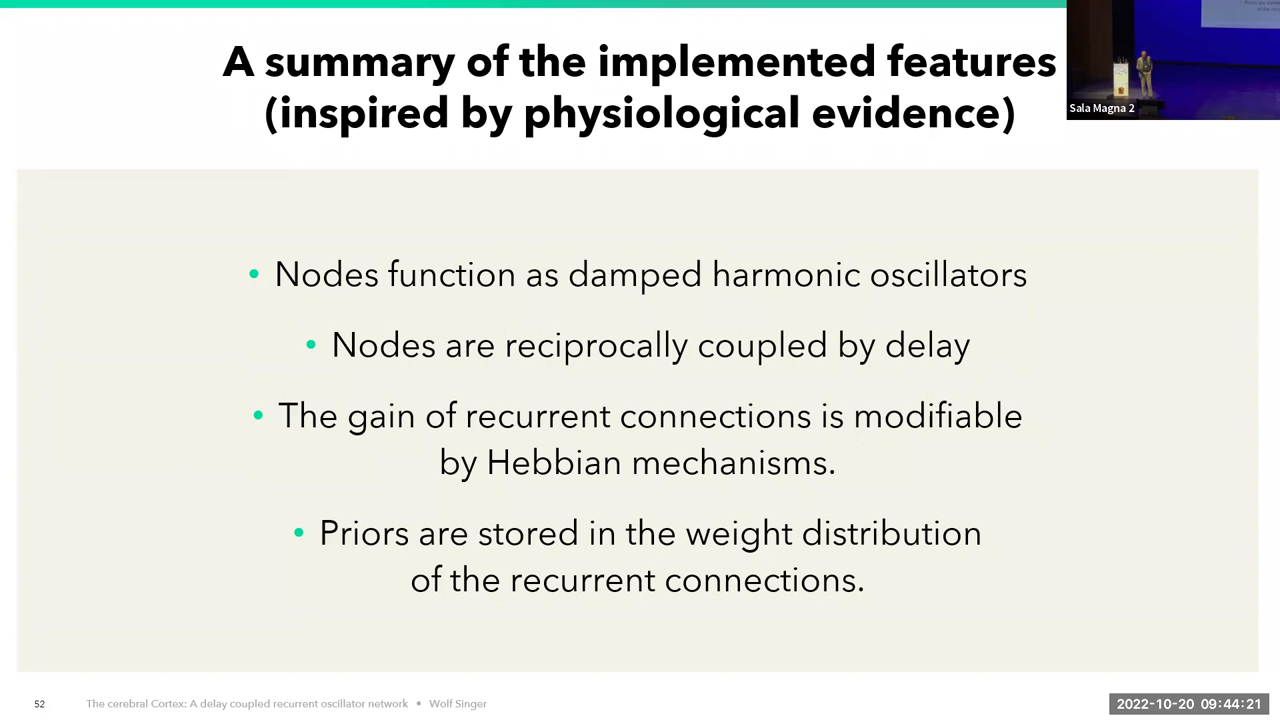 A summary of the implemented features
(inspired by physiological evidence)
Sala Magna 2
• Nodes function as damped harmonic oscillators
• Nodes are reciprocally coupled by delay
• The gain of recurrent connections is modifiable
by Hebbian mechanisms.
• Priors are stored in the weight distribution
of the recurrent connections.
52
The cerebral Cortex: A delay coupled recurrent oscillator network • Wolf Singer
2022-10-20 09:44:21